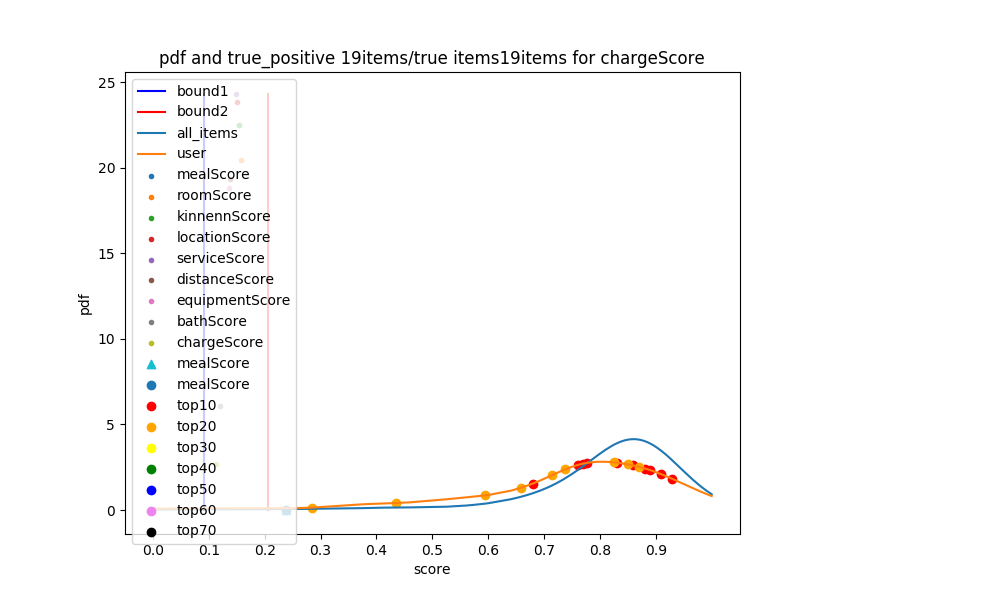 pdf and true_positive 19items/true items19items for chargeScore
25
20
15
10
5
0
pdf
bound1
bound2
all_items
user
mealScore
roomScore
kinnennScore
locationScore
serviceScore
distanceScore
equipmentScore
bathScore
chargeScore
mealScore
mealScore
top10
top20
top30
top40
top50
top60
top70
0.0 0.1 0.2 0.3 0.4 0.5 0.6 0.7 0.8 0.9
score